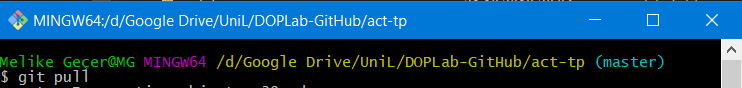 MINGW64:/d/Google Drive/UniL/DOPLab-GitHub/act-tp
Melike Gecer@MG MINGW64 /d/Google Drive/UniL/DOPLab-GitHub/act-tp (master)
$ git pull